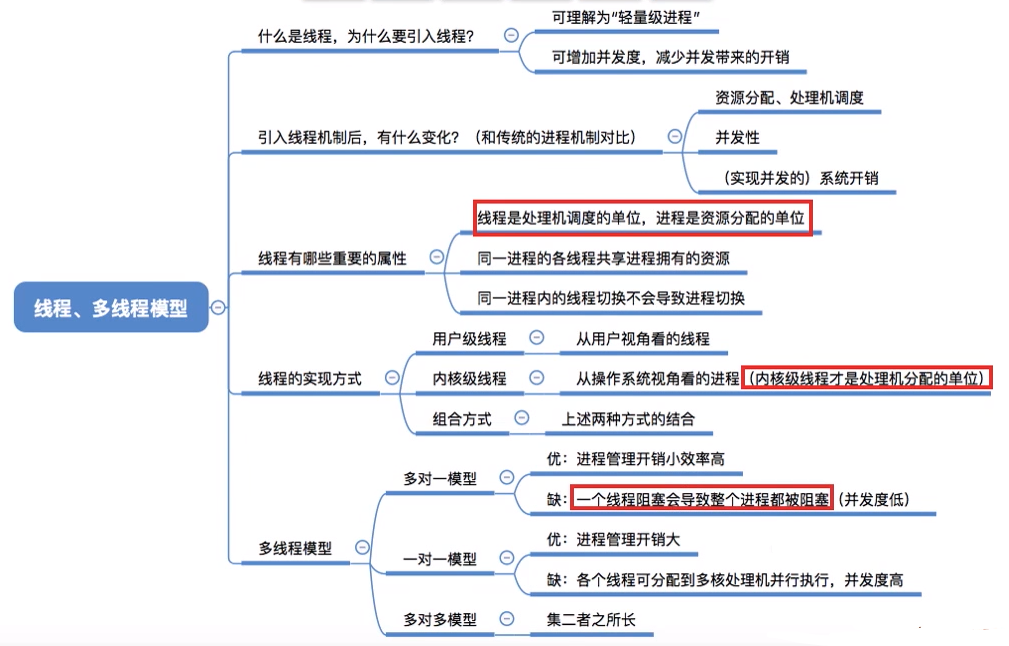 线程、多线程模型
什么是线程，为什么要引入线程？
可理解为“轻量级进程”
可增加并发度，减少并发带来的开销
引入线程机制后，有什么变化？（和传统的进程机制对比）
资源分配、处理机调度
并发性
（实现并发的）系统开销
线程有哪些重要的属性
线程是处理机调度的单位，进程是资源分配的单位
同一进程的各线程共享进程拥有的资源
同一进程内的线程切换不会导致进程切换
线程的实现方式
用户级线程
从用户视角看的线程
内核级线程
从操作系统视角看的进程（内核级线程才是处理机分配的单位）
组合方式
上述两种方式的结合
多线程模型
多对一模型
优：进程管理开销小效率高
缺：一个线程阻塞会导致整个进程都被阻塞（并发度低）
一对一模型
优：进程管理开销大
缺：各个线程可分配到多核处理机并行执行，并发度高
多对多模型
集二者之所长